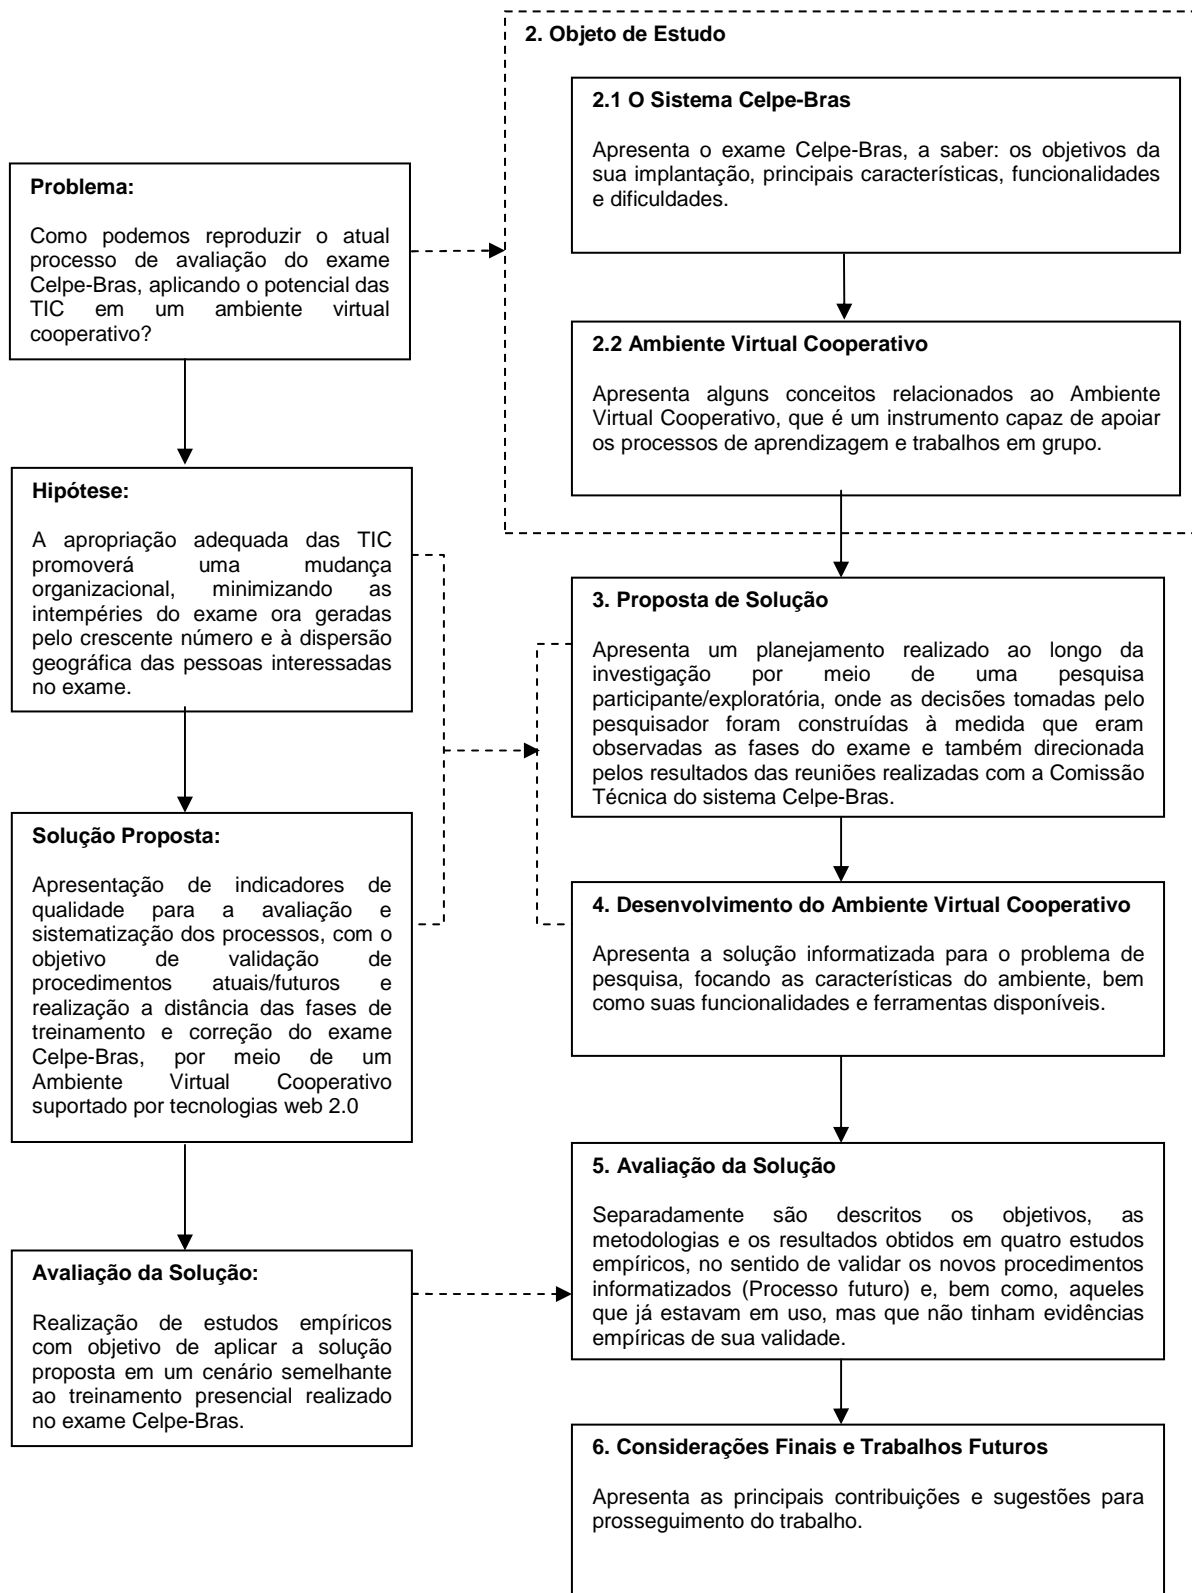 Problema:
Como podemos reproduzir o atual
processo de avaliação do exame
Celpe-Bras, aplicando o potencial das
TIC em um ambiente virtual
cooperativo?
Hipótese:
A apropriação adequada das TIC
promoverá uma mudança
organizacional, minimizando as
intempéries do exame ora geradas
pelo crescente número e à dispersão
geográfica das pessoas interessadas
no exame.
Solução Proposta:
Apresentação de indicadores de
qualidade para a avaliação e
sistematização dos processos, com o
objetivo de validação de
procedimentos atuais/futuros e
realização a distância das fases de
treinamento e correção do exame
Celpe-Bras, por meio de um
Ambiente Virtual Cooperativo
suportado por tecnologias web 2.0
Avaliação da Solução:
Realização de estudos empíricos
com objetivo de aplicar a solução
proposta em um cenário semelhante
ao treinamento presencial realizado
no exame Celpe-Bras.
2. Objeto de Estudo
2.1 O Sistema Celpe-Bras
Apresenta o exame Celpe-Bras, a saber: os objetivos da
sua implantação, principais características, funcionalidades
e dificuldades.
2.2 Ambiente Virtual Cooperativo
Apresenta alguns conceitos relacionados ao Ambiente
Virtual Cooperativo, que é um instrumento capaz de apoiar
os processos de aprendizagem e trabalhos em grupo.
3. Proposta de Solução
Apresenta um planejamento realizado ao longo da
investigação por meio de uma pesquisa
participante/exploratória, onde as decisões tomadas pelo
pesquisador foram construídas à medida que eram
observadas as fases do exame e também direcionada
pelos resultados das reuniões realizadas com a Comissão
Técnica do sistema Celpe-Bras.
4. Desenvolvimento do Ambiente Virtual Cooperativo
Apresenta a solução informatizada para o problema de
pesquisa, focando as características do ambiente, bem
como suas funcionalidades e ferramentas disponíveis.
5. Avaliação da Solução
Separadamente são descritos os objetivos, as
metodologias e os resultados obtidos em quatro estudos
empíricos, no sentido de validar os novos procedimentos
informatizados (Processo futuro) e, bem como, aqueles
que já estavam em uso, mas que não tinham evidências
empíricas de sua validade.
6. Considerações Finais e Trabalhos Futuros
Apresenta as principais contribuições e sugestões para
prosseguimento do trabalho.